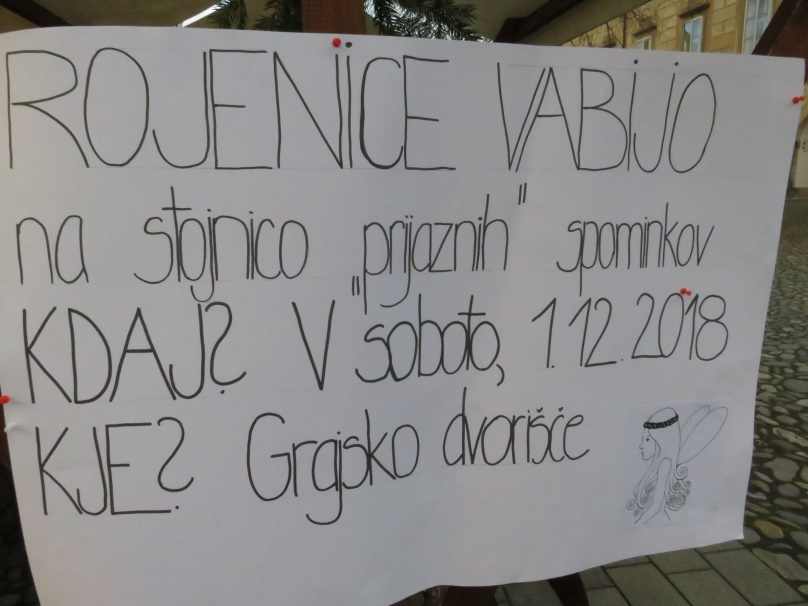 ROJENICE VABIJO
na stojnico "prijaznih" spominkov
KDAJ? V soboto, 1.12.2018
KJE? Grajsko dvorišče